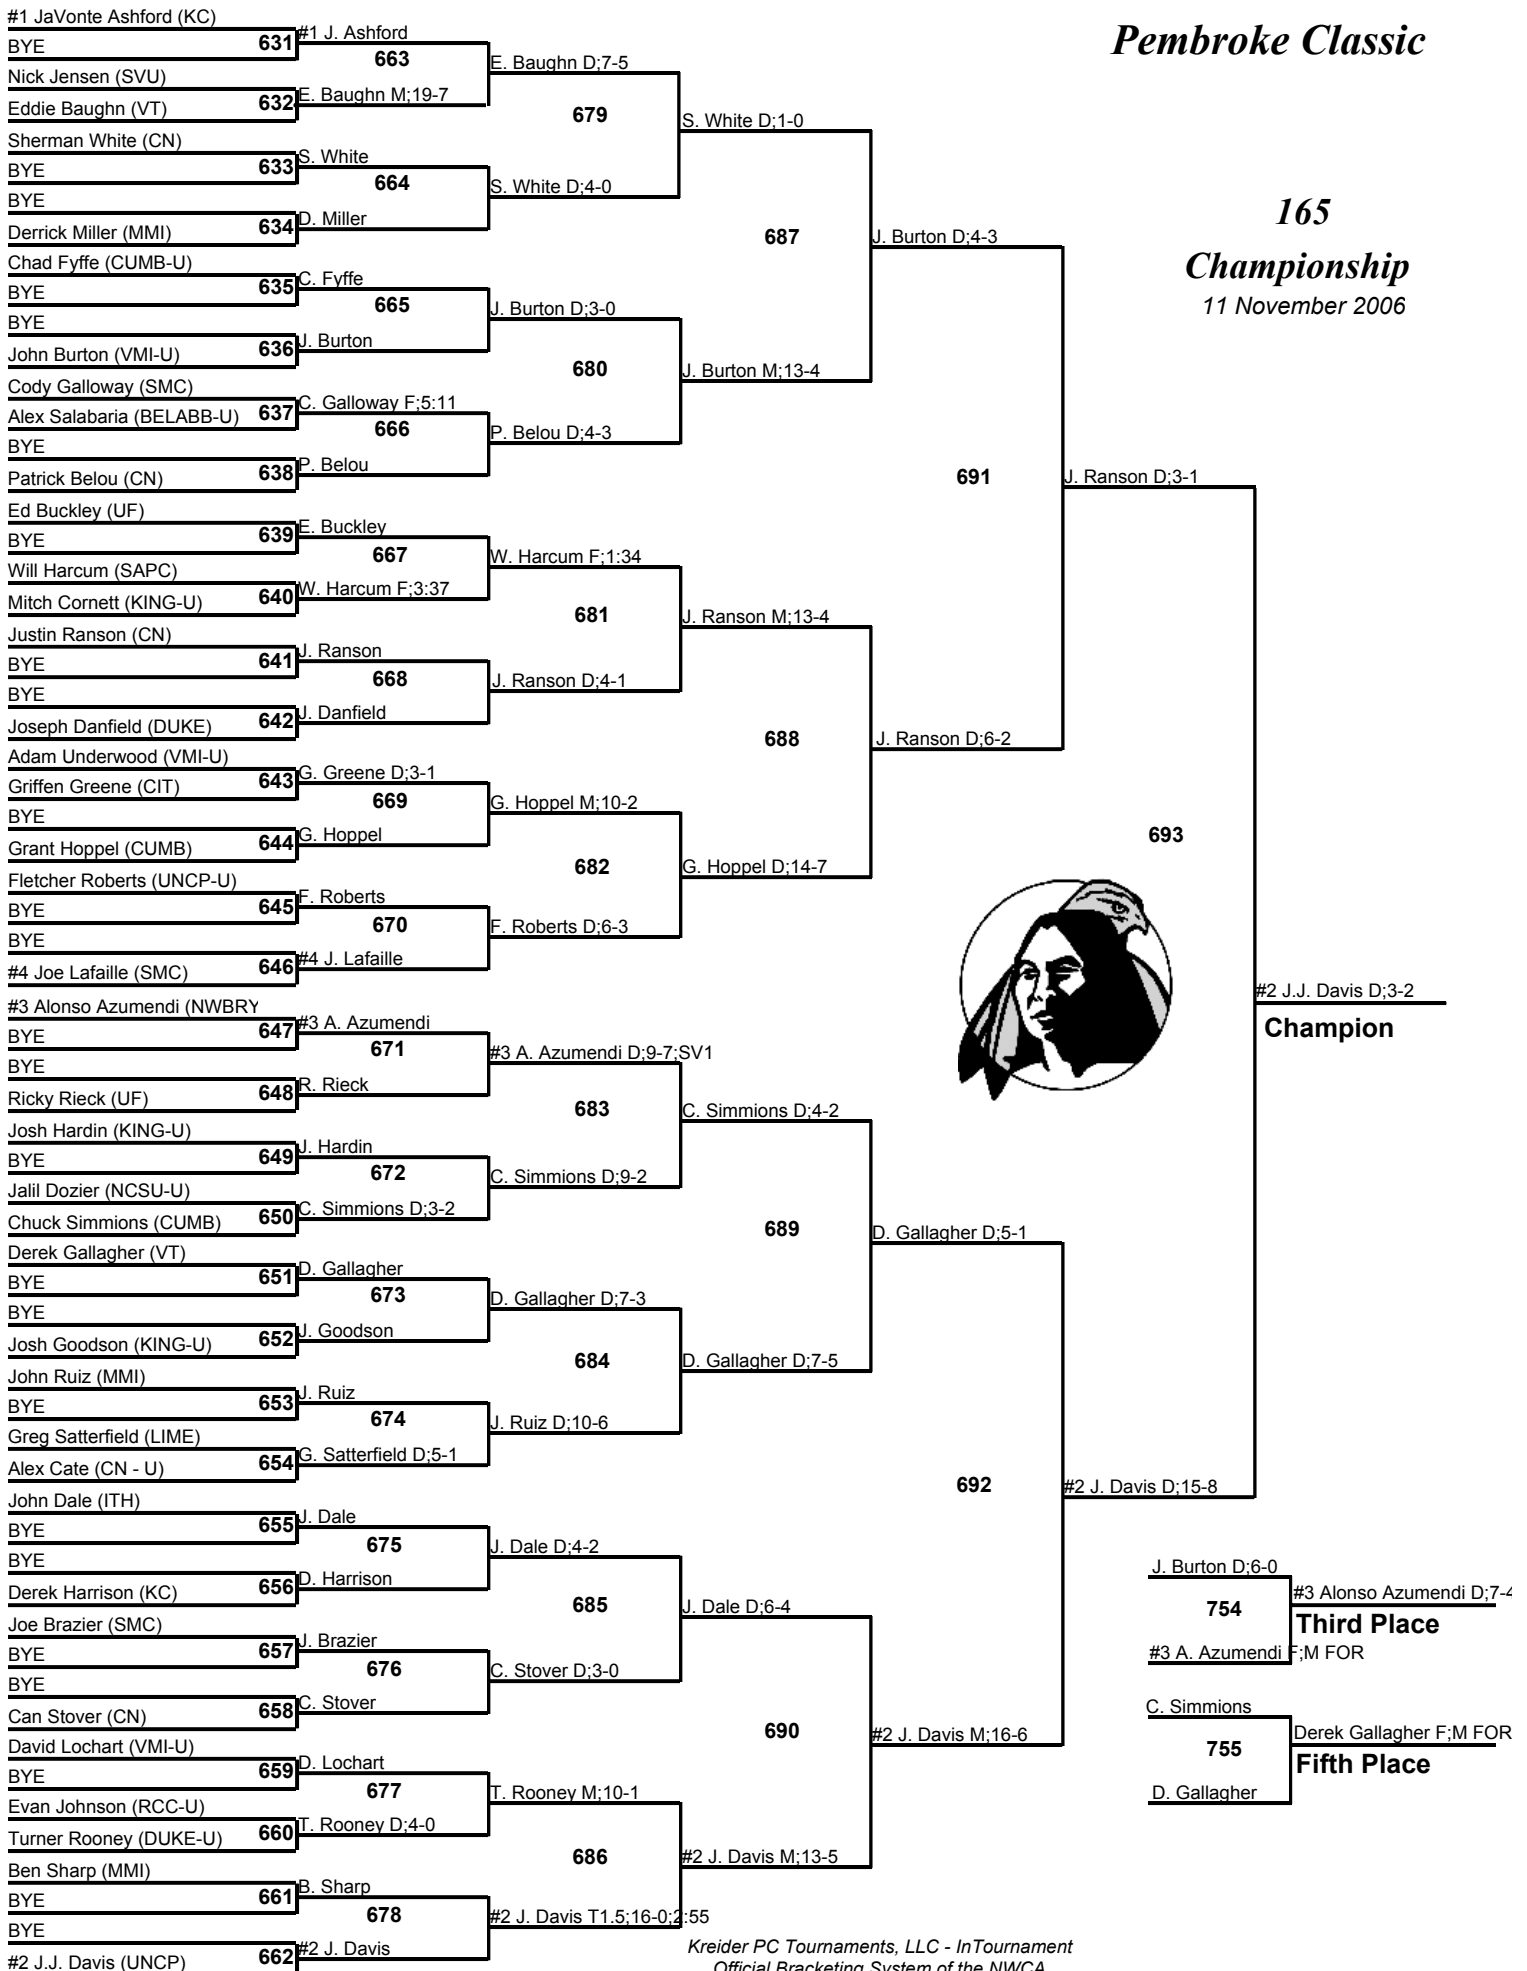 Pembroke Classic
165
Championship
11 November 2006
#1 JaVonte Ashford (KC)
BYE
631
Nick Jensen (SVU)
Eddie Baughn (VT)
632
Sherman White (CN)
BYE
633
BYE
Derrick Miller (MMI)
634
Chad Fyffe (CUMB-U)
BYE
635
BYE
John Burton (VMI-U)
636
Cody Galloway (SMC)
Alex Salabaria (BELABB-U)
637
BYE
Patrick Belou (CN)
638
Ed Buckley (UF)
BYE
639
Will Harcum (SAPC)
Mitch Cornett (KING-U)
640
Justin Ranson (CN)
BYE
641
BYE
Joseph Danfield (DUKE)
642
Adam Underwood (VMI-U)
Griffen Greene (CIT)
643
BYE
Grant Hoppel (CUMB)
644
Fletcher Roberts (UNCP-U)
BYE
645
BYE
#4 Joe Lafaille (SMC)
646
#3 Alonso Azumendi (NWBRY
BYE
647
BYE
Ricky Rieck (UF)
648
Josh Hardin (KING-U)
BYE
649
Jalil Dozier (NCSU-U)
Chuck Simmions (CUMB)
650
Derek Gallagher (VT)
BYE
651
BYE
Josh Goodson (KING-U)
652
John Ruiz (MMI)
BYE
653
Greg Satterfield (LIME)
Alex Cate (CN - U)
654
John Dale (ITH)
BYE
655
BYE
Derek Harrison (KC)
656
Joe Brazier (SMC)
BYE
657
BYE
Can Stover (CN)
658
David Lochart (VMI-U)
BYE
659
Evan Johnson (RCC-U)
Turner Rooney (DUKE-U)
660
Ben Sharp (MMI)
BYE
661
BYE
#2 J.J. Davis (UNCP)
662
#1 J. Ashford
663
E. Baughn M;19-7
S. White
664
D. Miller
C. Fyffe
665
J. Burton
C. Galloway F;5:11
666
P. Belou
E. Buckley
667
W. Harcum F;3:37
J. Ranson
668
J. Danfield
G. Greene D;3-1
669
G. Hoppel
F. Roberts
670
#4 J. Lafaille
#3 A. Azumendi
671
R. Rieck
J. Hardin
672
C. Simmions D;3-2
D. Gallagher
673
J. Goodson
J. Ruiz
674
G. Satterfield D;5-1
J. Dale
675
D. Harrison
J. Brazier
676
C. Stover
D. Lochart
677
T. Rooney D;4-0
B. Sharp
678
#2 J. Davis
E. Baughn D;7-5
679
S. White D;4-0
J. Burton D;3-0
680
P. Belou D;4-3
W. Harcum F;1:34
681
J. Ranson D;4-1
G. Hoppel M;10-2
682
F. Roberts D;6-3
#3 A. Azumendi D;9-7;SV1
683
C. Simmions D;9-2
D. Gallagher D;7-3
684
J. Ruiz D;10-6
J. Dale D;4-2
685
C. Stover D;3-0
T. Rooney M;10-1
686
#2 J. Davis T1.5;16-0;2:55
S. White D;1-0
687
J. Burton M;13-4
J. Ranson M;13-4
688
G. Hoppel D;14-7
C. Simmions D;4-2
689
D. Gallagher D;7-5
J. Dale D;6-4
690
#2 J. Davis M;13-5
J. Burton D;4-3
691
J. Ranson D;6-2
D. Gallagher D;5-1
692
#2 J. Davis M;16-6
J. Ranson D;3-1
693
#2 J. Davis D;15-8
#2 J.J. Davis D;3-2
Champion
J. Burton D;6-0
754
#3 A. Azumendi F;M FOR
#3 Alonso Azumendi D;7-4
Third Place
C. Simmions
755
D. Gallagher
Derek Gallagher F;M FOR
Fifth Place
Kreider PC Tournaments, LLC - InTournament
Official Bracketing System of the NWCA